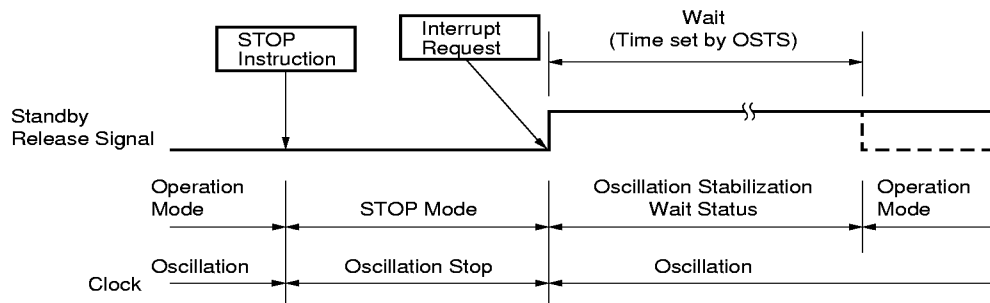 STOP
Instruction
Interrupt
Request
Wait
(Time set by OSTS)
Standby
Release Signal
Operation
Mode
STOP Mode
Oscillation Stabilization
Wait Status
Operation
Mode
Clock
Oscillation
Oscillation Stop
Oscillation